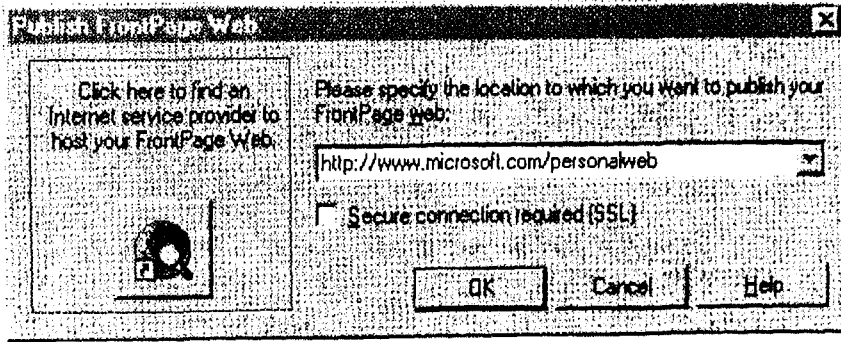 Publish FrontPage Web
Click here to find an
Internet service provider to
host your FrontPage Web.
Please specify the location to which you want to publish your
FrontPage web:
http://www.microsoft.com/personalweb
Secure connection required (SSL)
OK Cancel Help